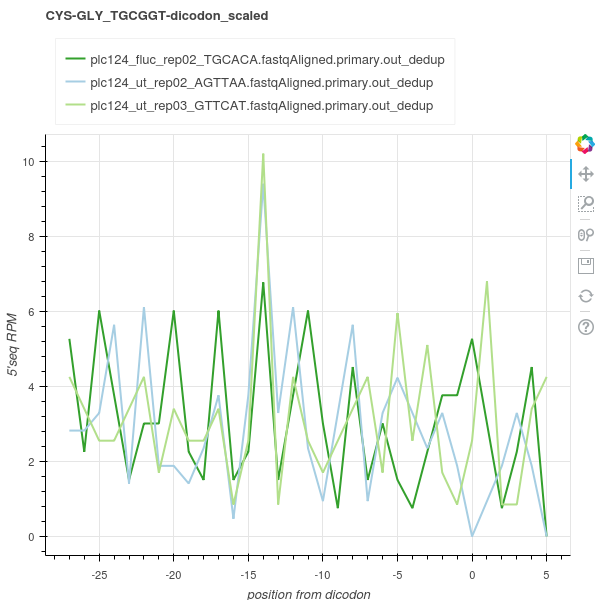 CYS-GLY_TGCGGT-dicodon_scaled
plc124_fluc_rep02_TGCACA.fastqAligned.primary.out_dedup
plc124_ut_rep02_AGTTAA.fastqAligned.primary.out_dedup
plc124_ut_rep03_GTTCAT.fastqAligned.primary.out_dedup
10
8
6
4
2
0
5'seq RPM
-25
-20
-15
-10
-5
0
5
position from dicodon